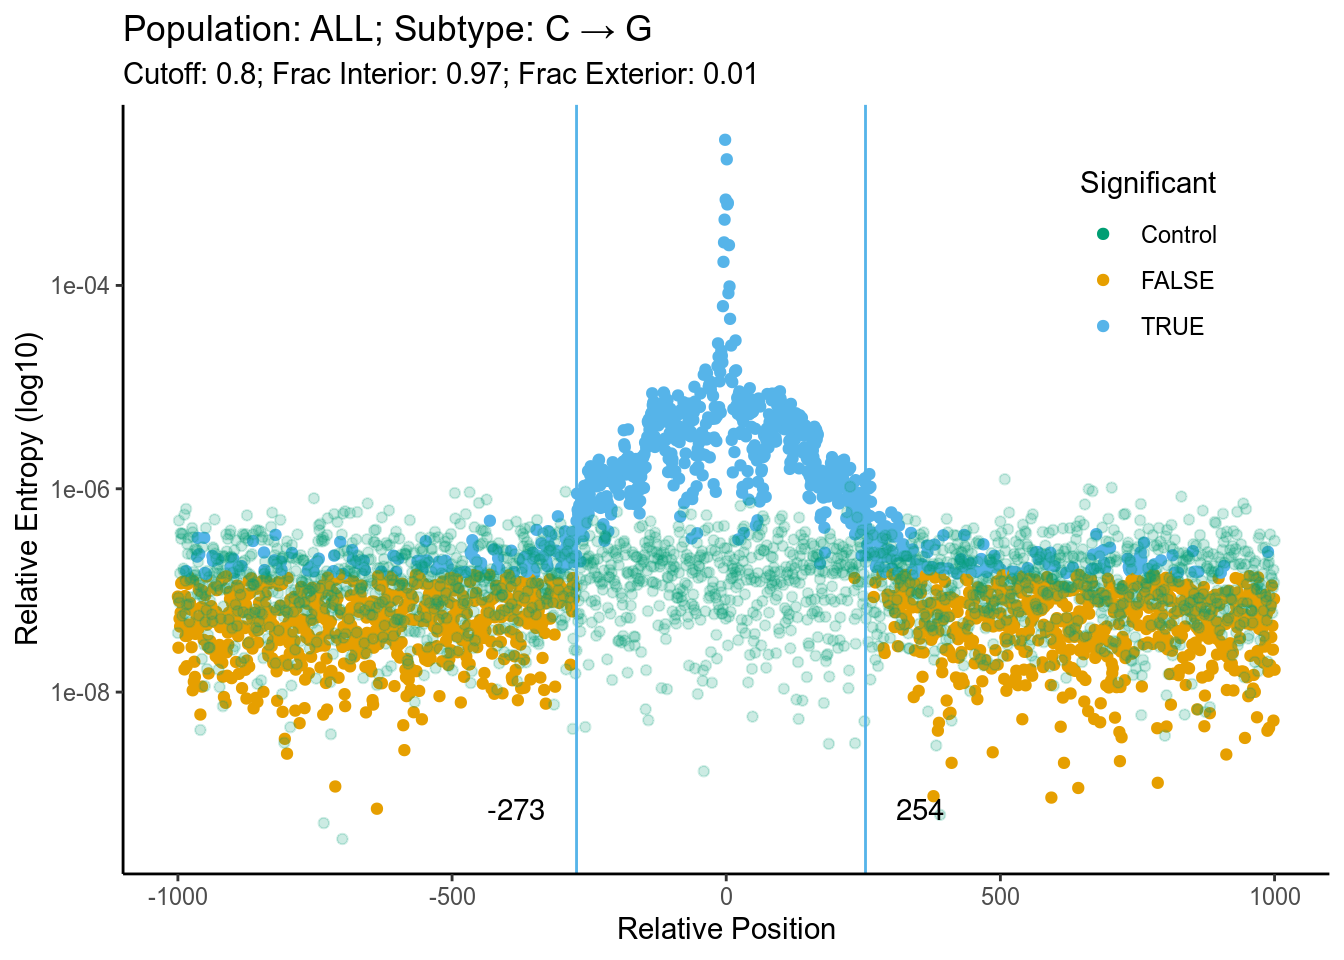 Population: ALL; Subtype: C → G
Cutoff: 0.8; Frac Interior: 0.97; Frac Exterior: 0.01
Significant
Control
FALSE
TRUE
1e-04
1e-06
1e-08
Relative Entropy (log10)
-273
254
-1000
-500
0
500
1000
Relative Position